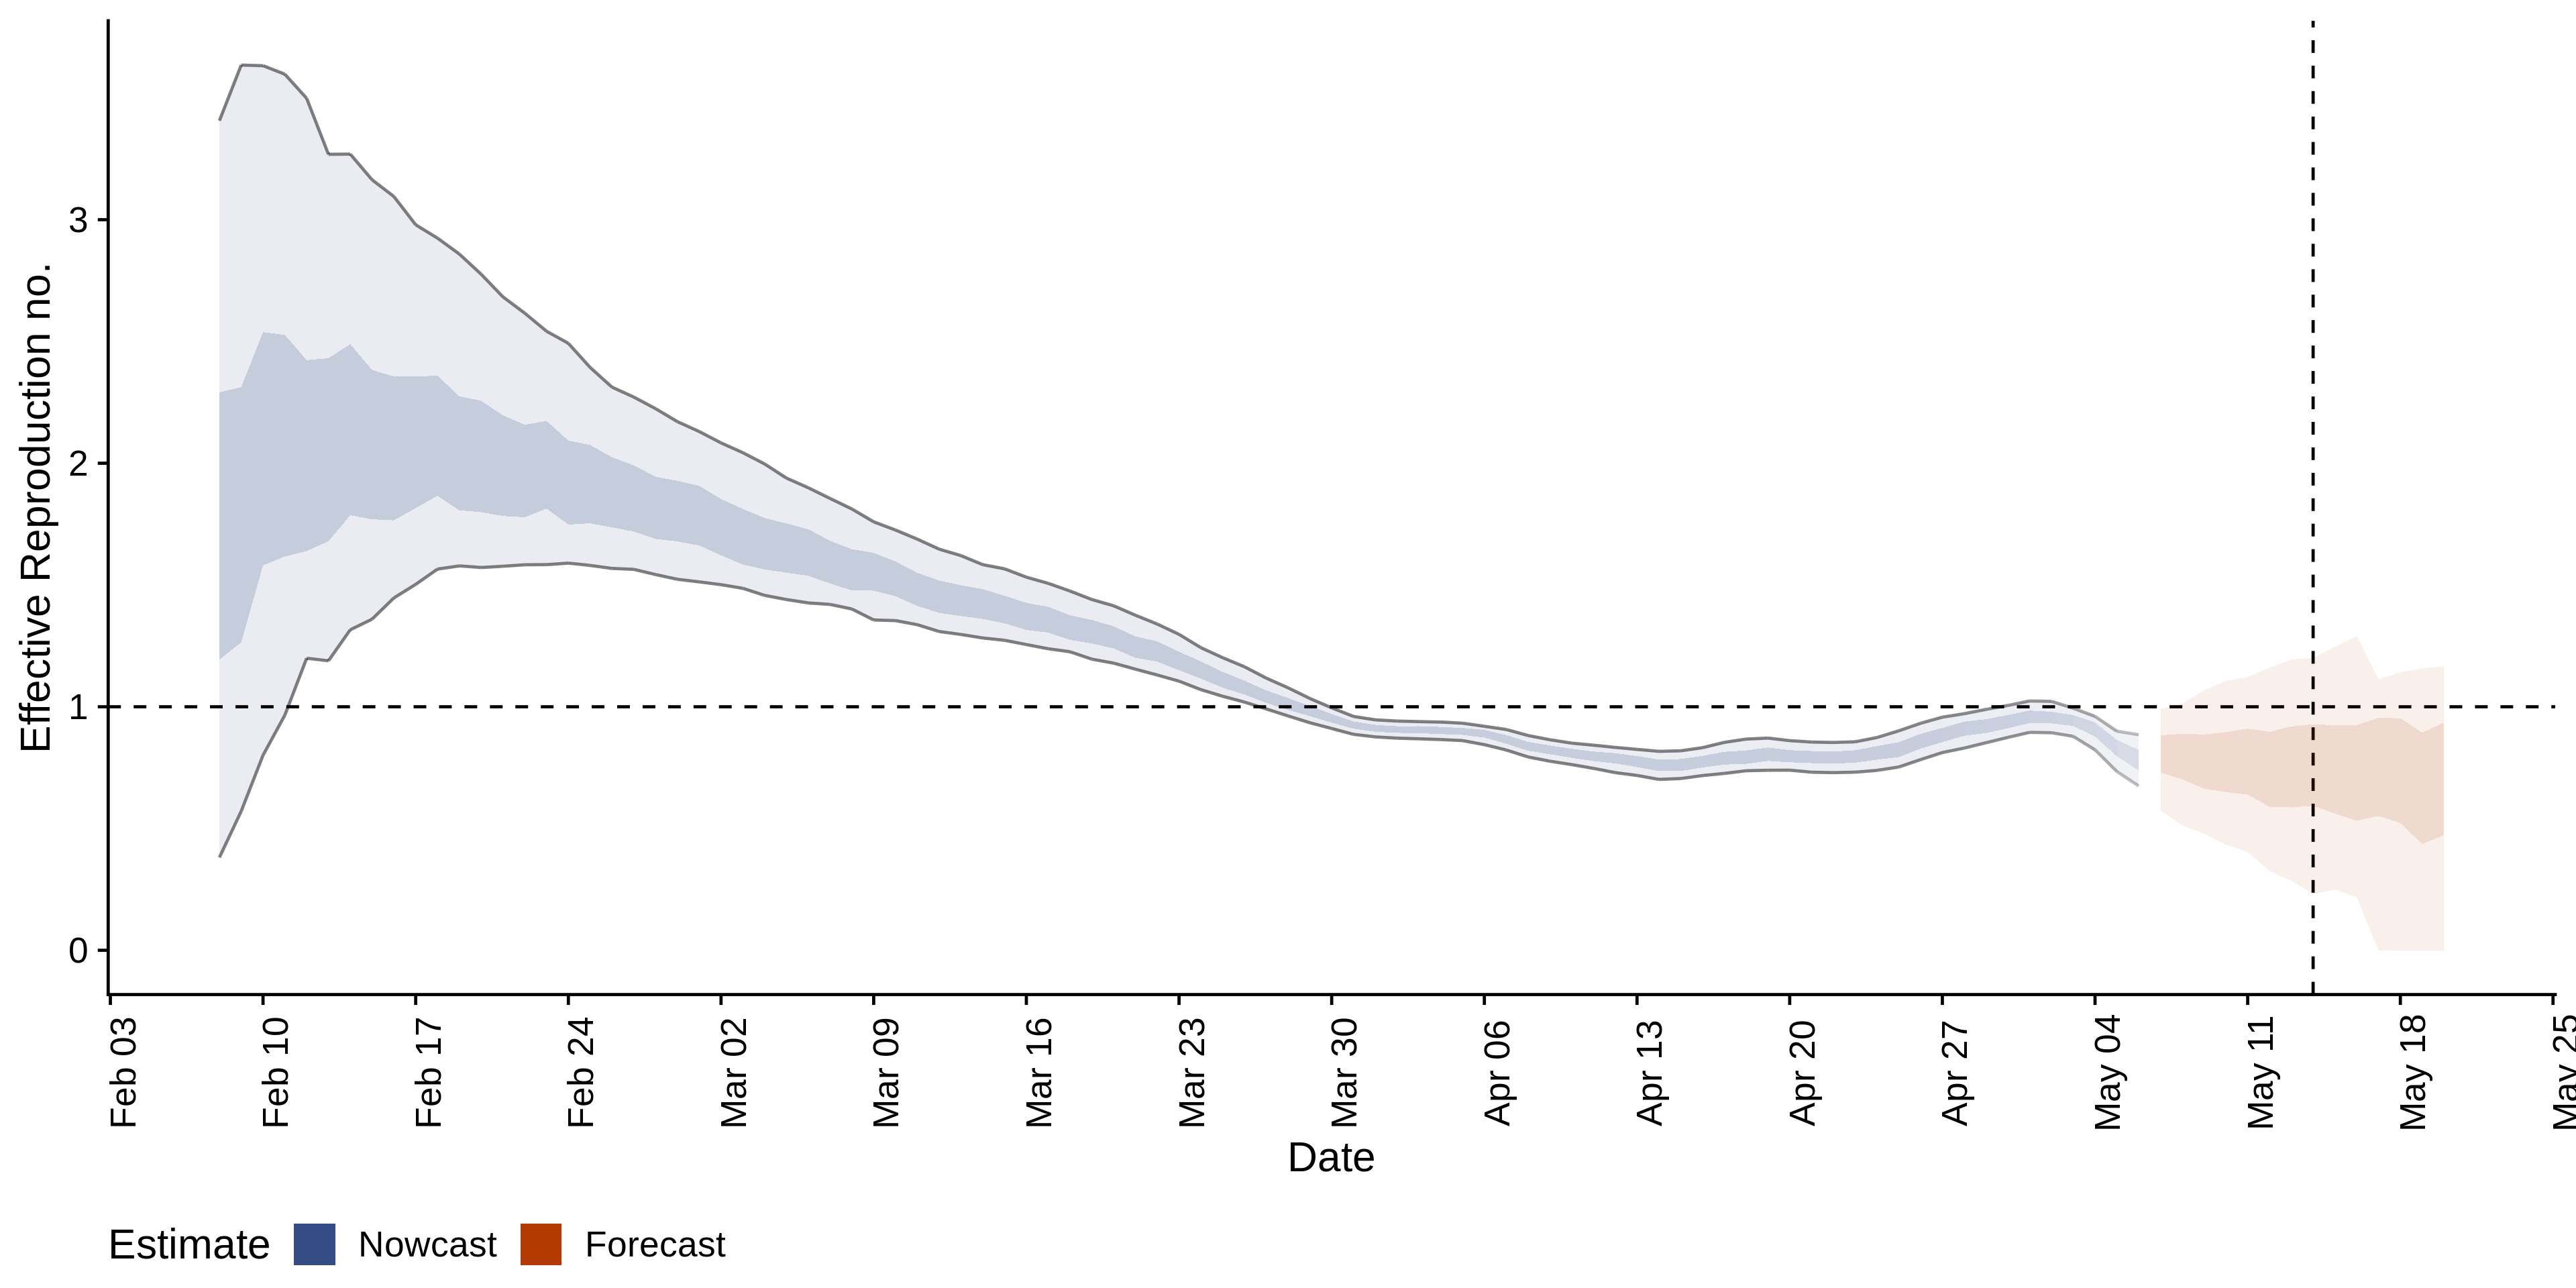 Effective Reproduction no.
3
2
1
0
Feb 03
Feb 10
Feb 17
Feb 24
Mar 02
Mar 09
Mar 16
Mar 23
Mar 30
Apr 06
Apr 13
Apr 20
Apr 27
May 04
May 11
May 18
May 25
Date
Estimate Nowcast Forecast